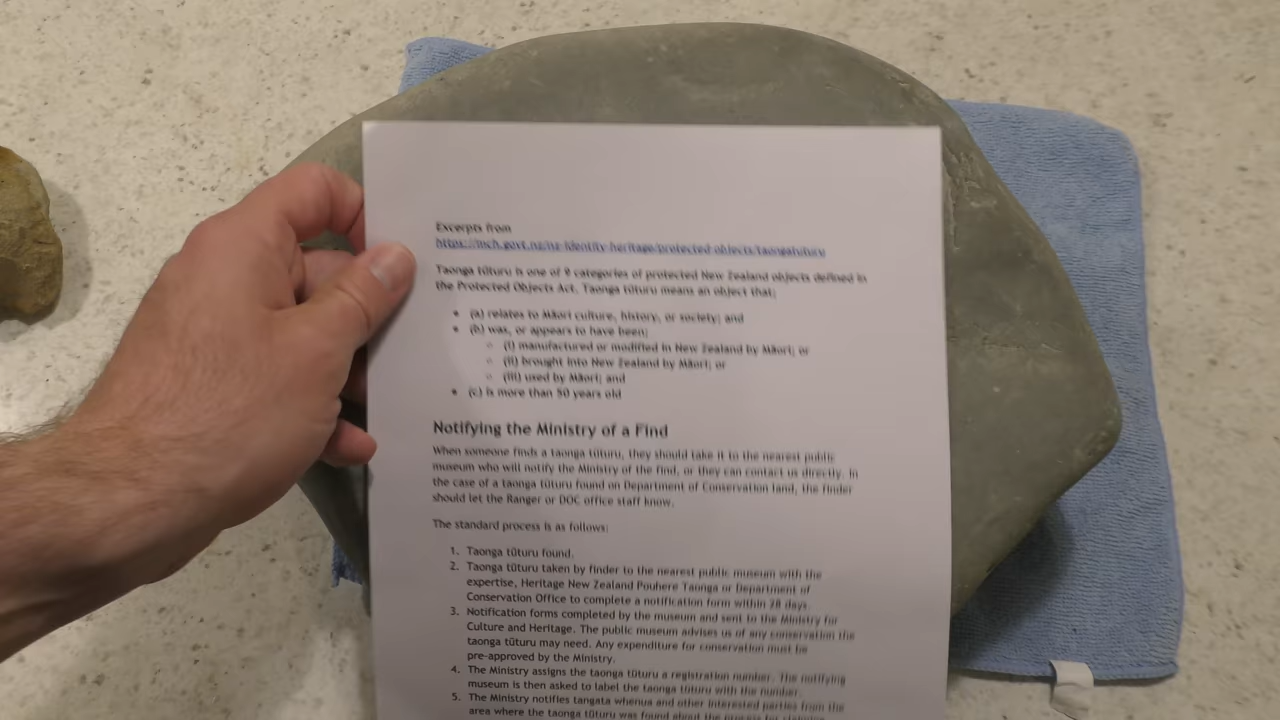 Excerpts from
https://mch.govt.nz/nz-identity-heritage/protected-objects/taongatuturu
Taonga tūturu is one of 9 categories of protected New Zealand objects defined in
the Protected Objects Act. Taonga tūturu means an object that:
• (a) relates to Māori culture, history, or society; and
• (b) was, or appears to have been:
○ (i) manufactured or modified in New Zealand by Māori; or
○ (ii) brought into New Zealand by Māori; or
○ (iii) used by Māori; and
• (c) is more than 50 years old
Notifying the Ministry of a Find
When someone finds a taonga tūturu, they should take it to the nearest public
museum who will notify the Ministry of the find, or they can contact us directly. In
the case of a taonga tūturu found on Department of Conservation land, the finder
should let the Ranger or DOC office staff know.
The standard process is as follows:
1. Taonga tūturu found.
2. Taonga tūturu taken by finder to the nearest public museum with the
expertise, Heritage New Zealand Pouhere Taonga or Department of
Conservation Office to complete a notification form within 28 days.
3. Notification forms completed by the museum and sent to the Ministry for
Culture and Heritage. The public museum advises us of any conservation the
taonga tūturu may need. Any expenditure for conservation must be
pre-approved by the Ministry.
4. The Ministry assigns the taonga tūturu a registration number. The notifying
museum is then asked to label the taonga tūturu with the number.
5. The Ministry notifies tangata whenua and other interested parties from the
area where the taonga tūturu was found about the process for claiming